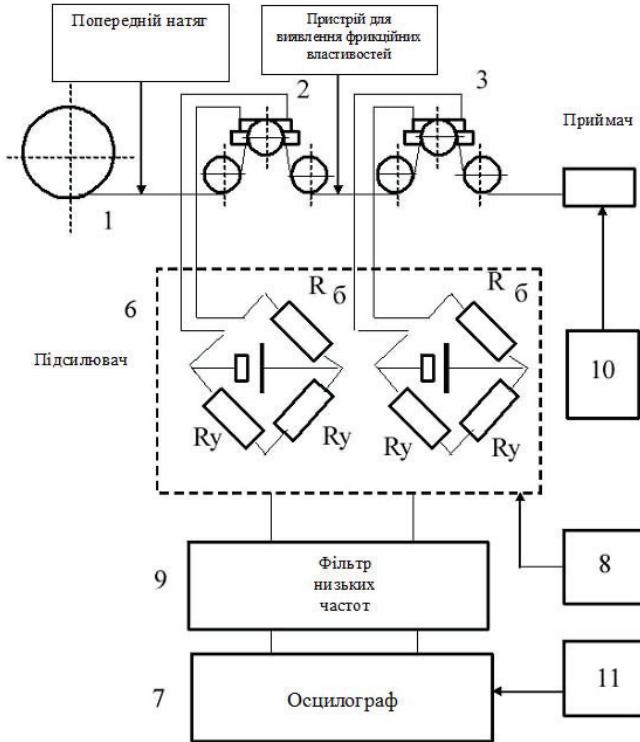 Попередній натяг
Пристрій для
виявлення фрикційних
властивостей
2
3
Приймач
1
6
R б
R б
Підсилювач
10
Ry
Ry
Ry
Ry
9
Фільтр
низьких
частот
8
7
Осцилограф
11